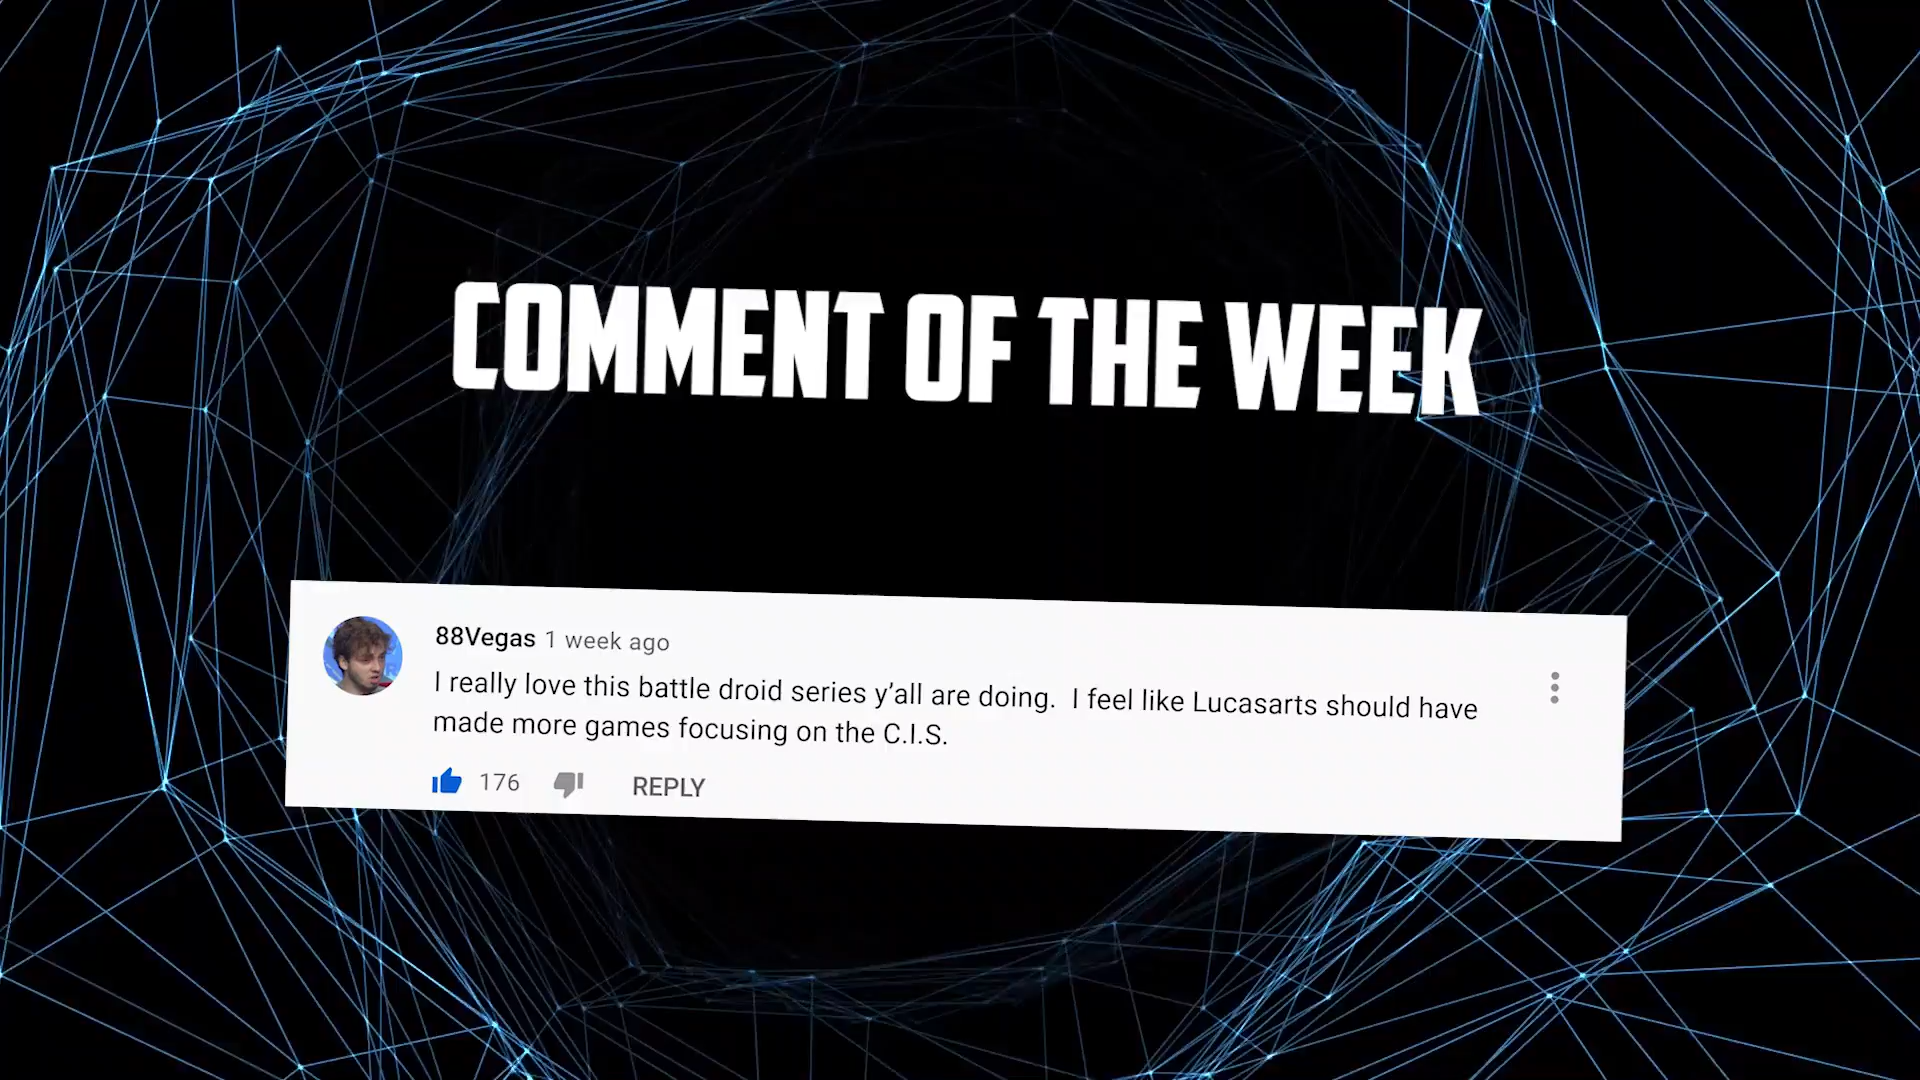 COMMENT OF THE WEEK
88Vegas 1 week ago
I really love this battle droid series y'all are doing.  I feel like Lucasarts should have
made more games focusing on the C.I.S.
176 REPLY